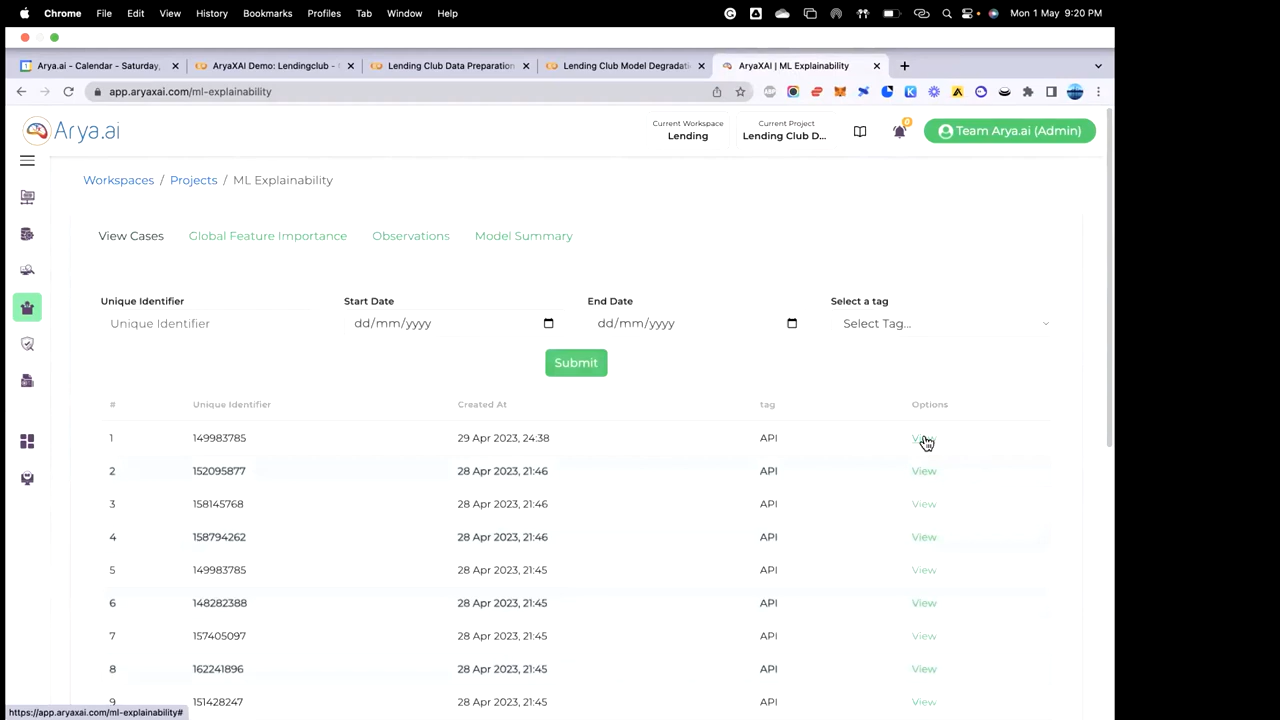 Chrome File Edit View History Bookmarks Profiles Tab Window Help Mon 1 May 9:20 PM
Arya.ai - Calendar - Saturday, AryaXAI Demo: Lendingclub - Lending Club Data Preparation Lending Club Model Degradati AryaXAI | ML Explainability
app.aryaxai.com/ml-explainability
Arya.ai
Current Workspace
Lending
Current Project
Lending Club D...
0
Team Arya.ai (Admin)
Workspaces / Projects / ML Explainability
View Cases Global Feature Importance Observations Model Summary
Unique Identifier Start Date End Date Select a tag
Unique Identifier dd/mm/yyyy dd/mm/yyyy Select Tag...
Submit
# Unique Identifier Created At tag Options
1 149983785 29 Apr 2023, 24:38 API View
2 152095877 28 Apr 2023, 21:46 API View
3 158145768 28 Apr 2023, 21:46 API View
4 158794262 28 Apr 2023, 21:46 API View
5 149983785 28 Apr 2023, 21:45 API View
6 148282388 28 Apr 2023, 21:45 API View
7 157405097 28 Apr 2023, 21:45 API View
8 162241896 28 Apr 2023, 21:45 API View
9 151428247 28 Apr 2023, 21:45 API View
https://app.aryaxai.com/ml-explainability#